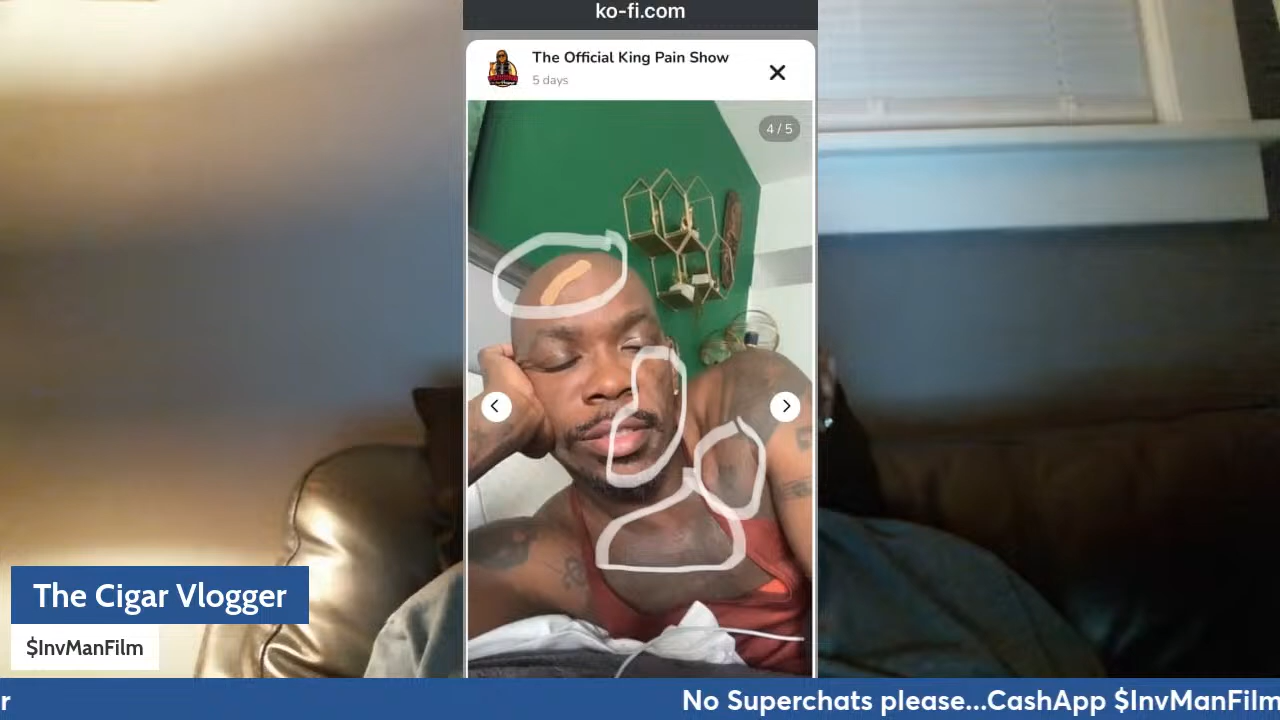 ko-fi.com
The Official King Pain Show
5 days
4 / 5
The Cigar Vlogger
$InvManFilm
r
No Superchats please...CashApp $InvManFilm